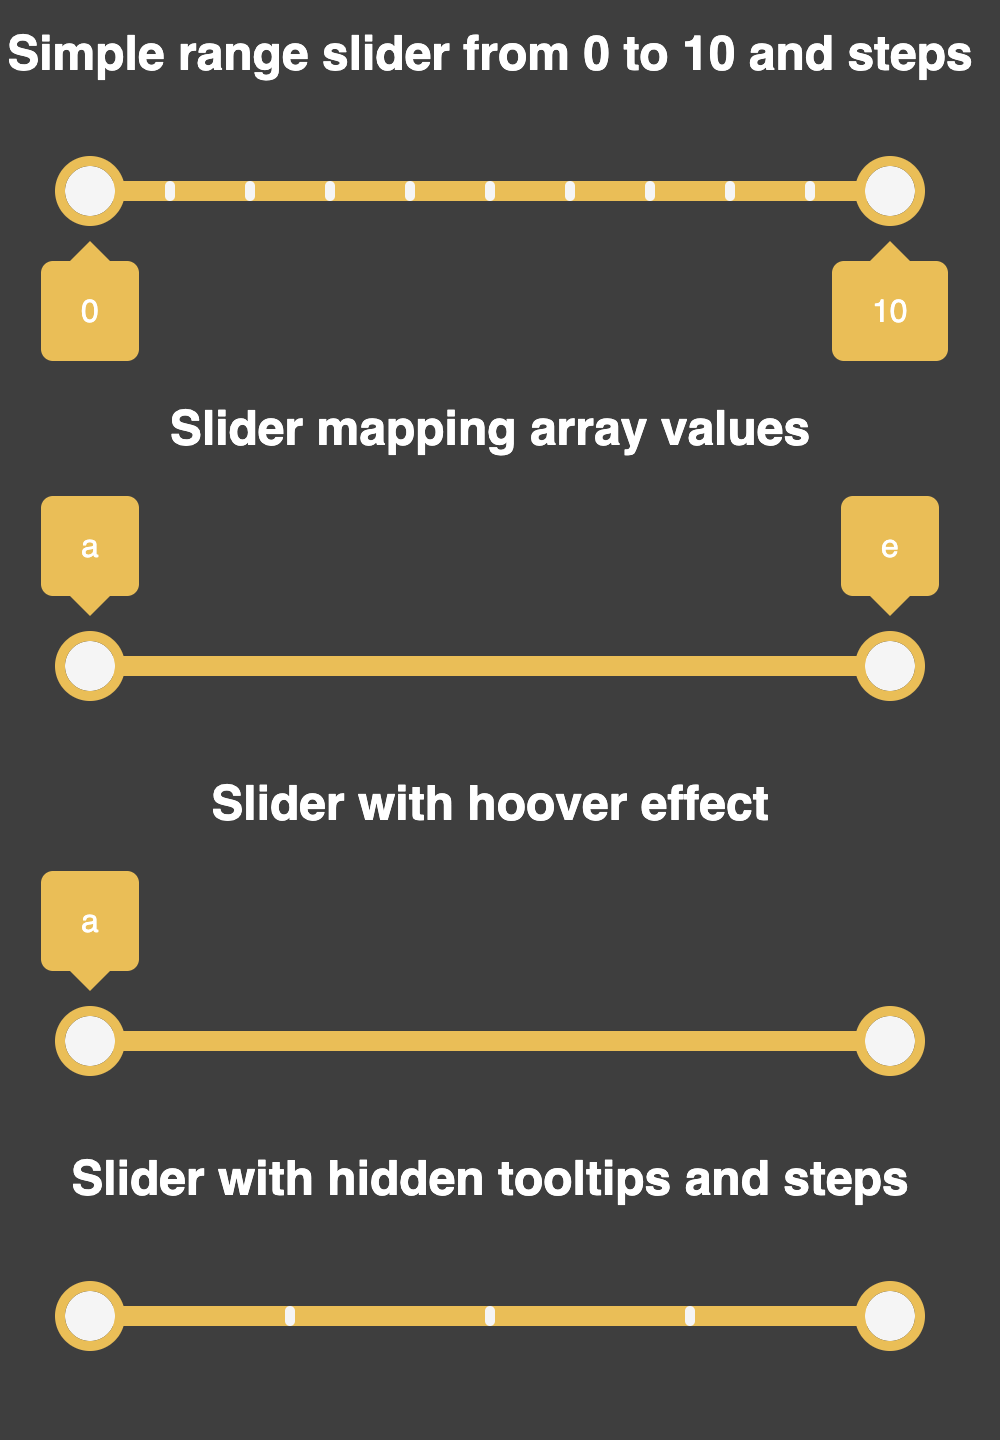 Simple range slider from 0 to 10 and steps
0 10
Slider mapping array values
a e
Slider with hoover effect
a
Slider with hidden tooltips and steps